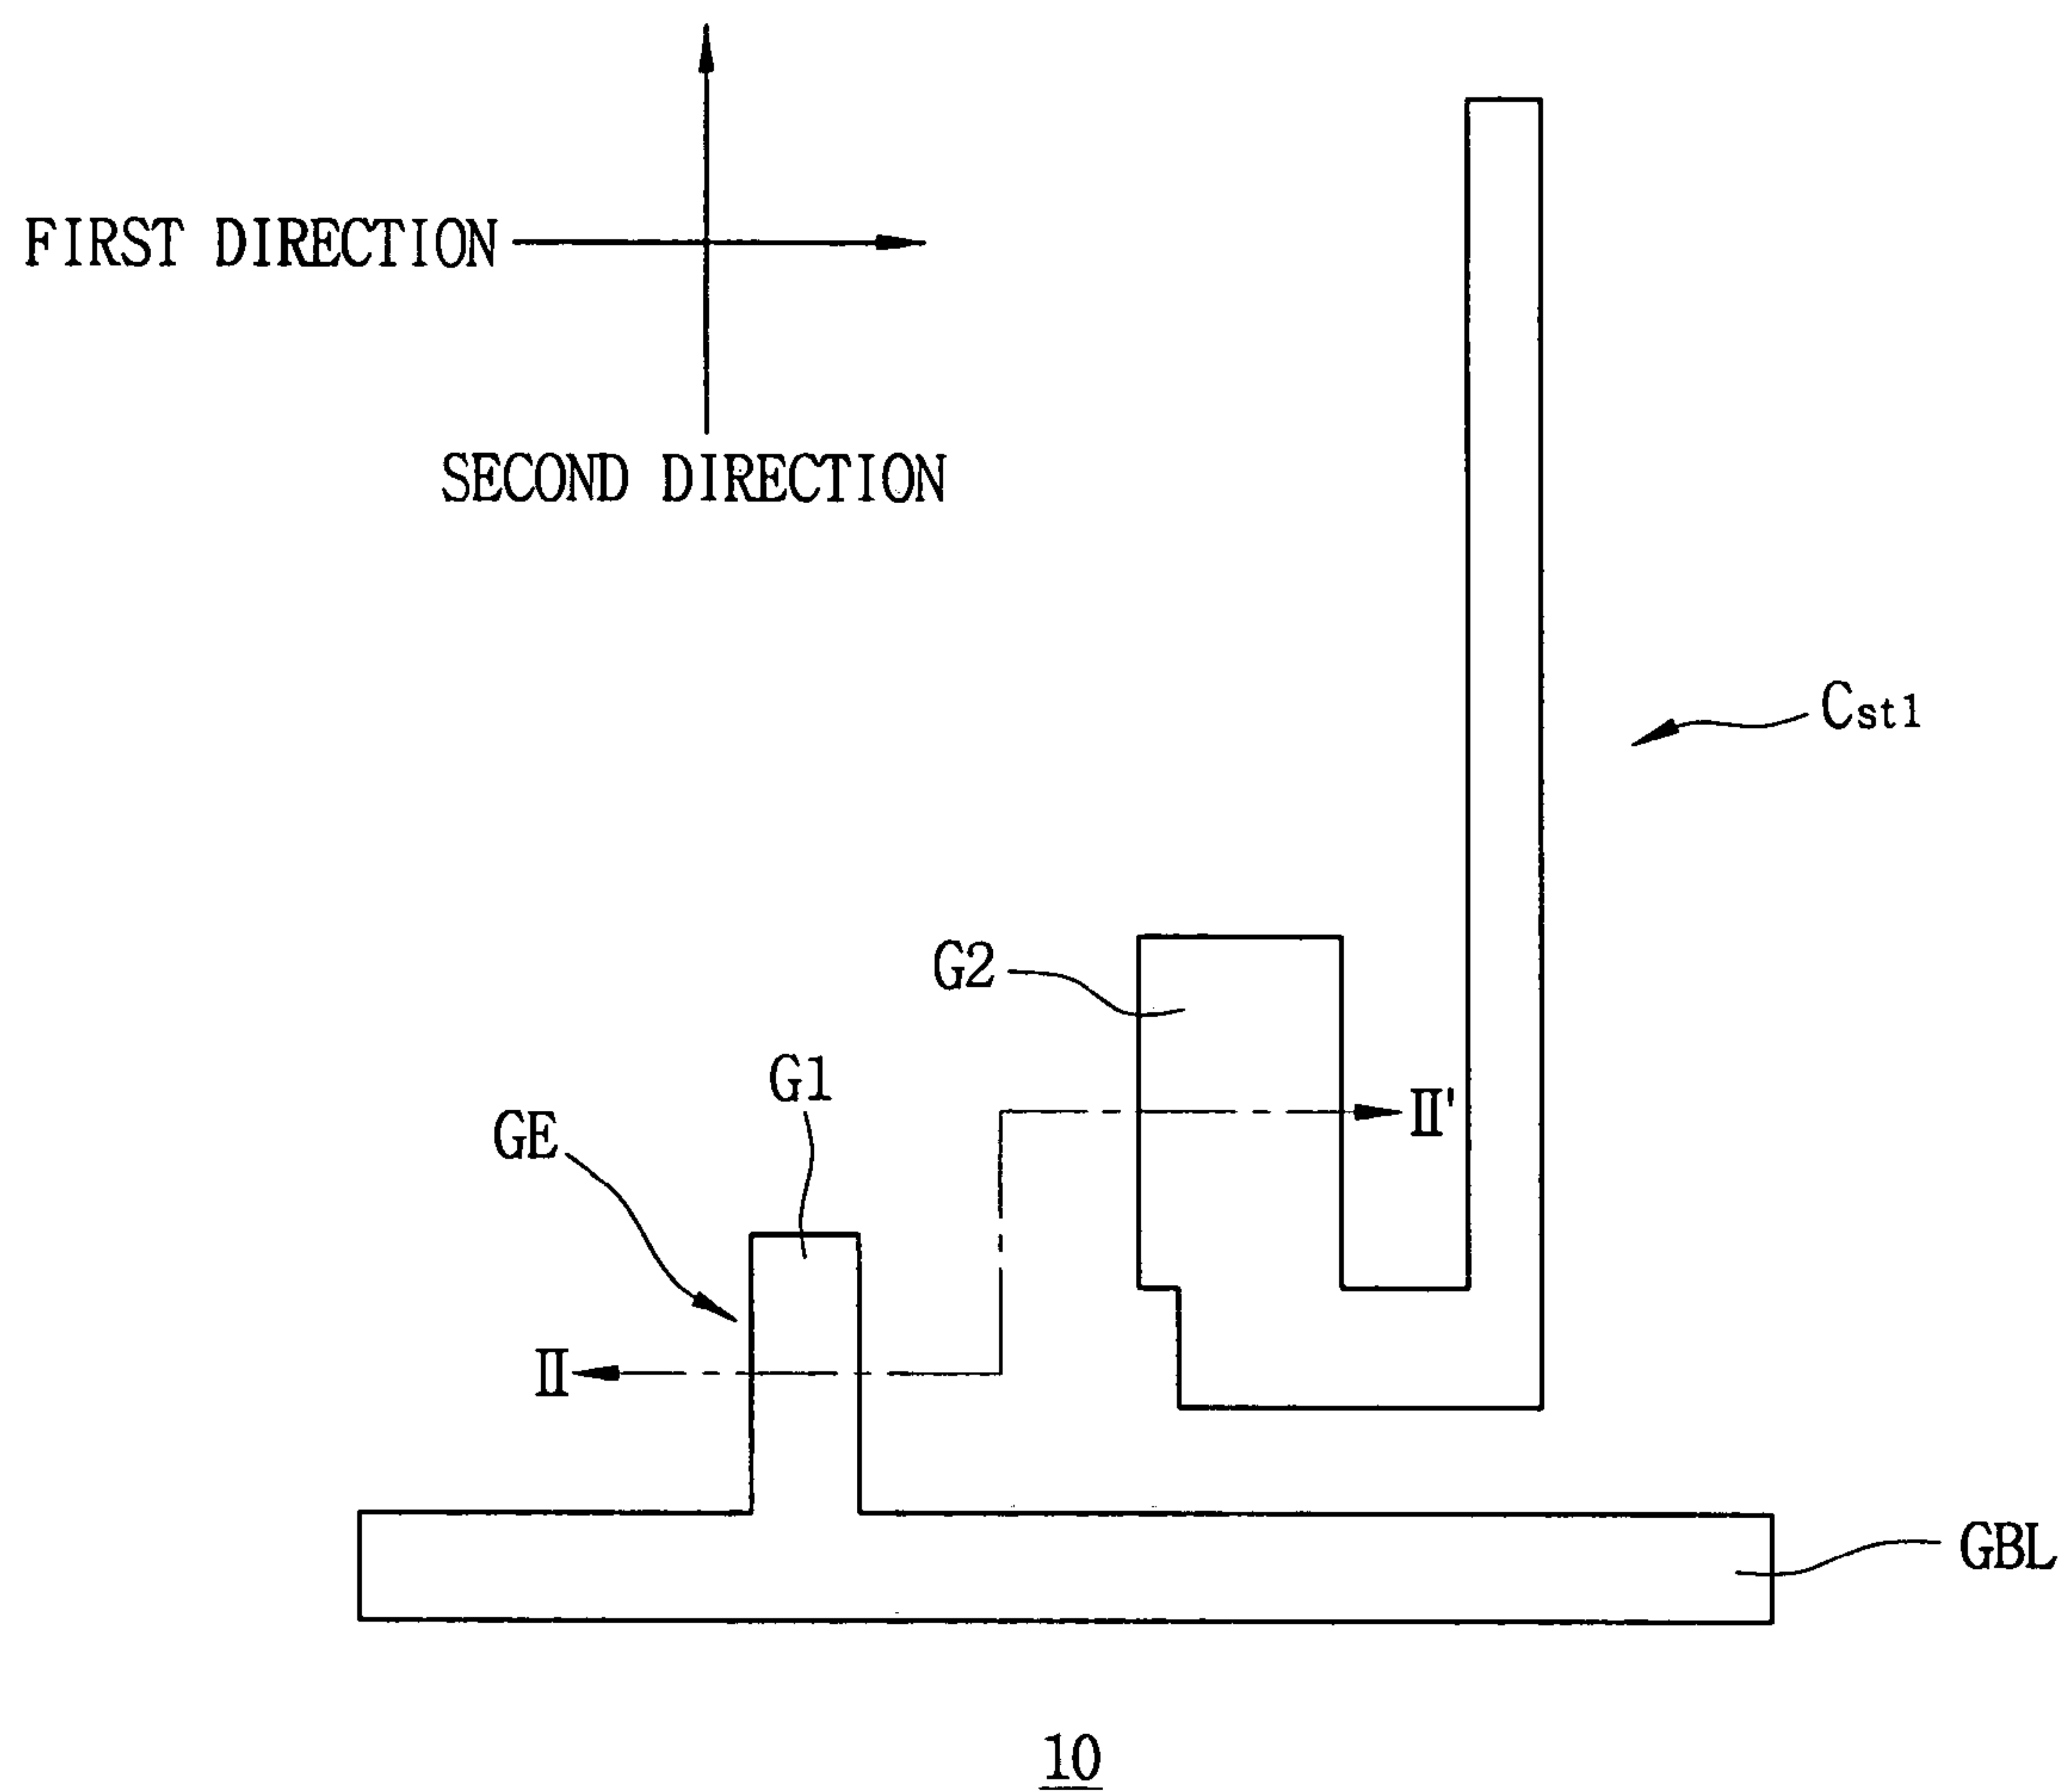 FIRST DIRECTION
SECOND DIRECTION
Cst1
G2
G1
II'
GE
II
GBL
10